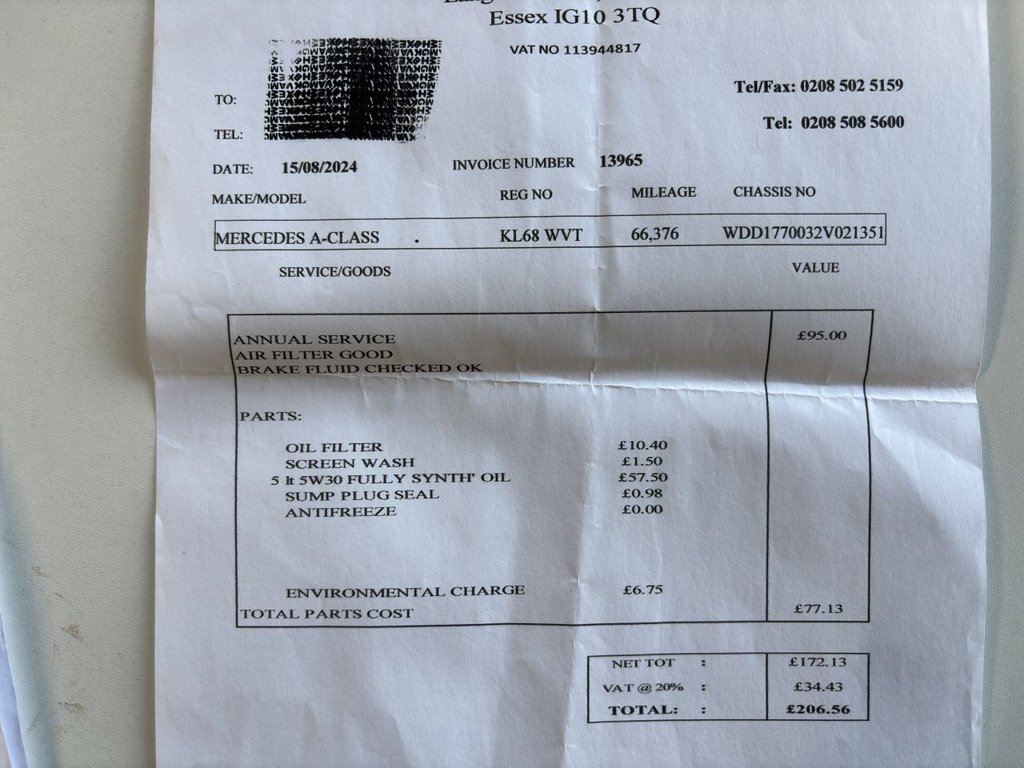 Essex IG10 3TQ
VAT NO 113944817
Tel/Fax: 0208 502 5159
TO:
Tel: 0208 508 5600
TEL:
DATE: 15/08/2024 INVOICE NUMBER 13965
MAKE/MODEL REG NO MILEAGE CHASSIS NO
MERCEDES A-CLASS . KL68 WVT 66,376 WDD1770032V021351
SERVICE/GOODS VALUE
ANNUAL SERVICE £95.00
AIR FILTER GOOD
BRAKE FLUID CHECKED OK
PARTS:
OIL FILTER £10.40
SCREEN WASH £1.50
5 lt 5W30 FULLY SYNTH' OIL £57.50
SUMP PLUG SEAL £0.98
ANTIFREEZE £0.00
ENVIRONMENTAL CHARGE £6.75
TOTAL PARTS COST £77.13
NET TOT : £172.13
VAT @ 20% : £34.43
TOTAL: : £206.56